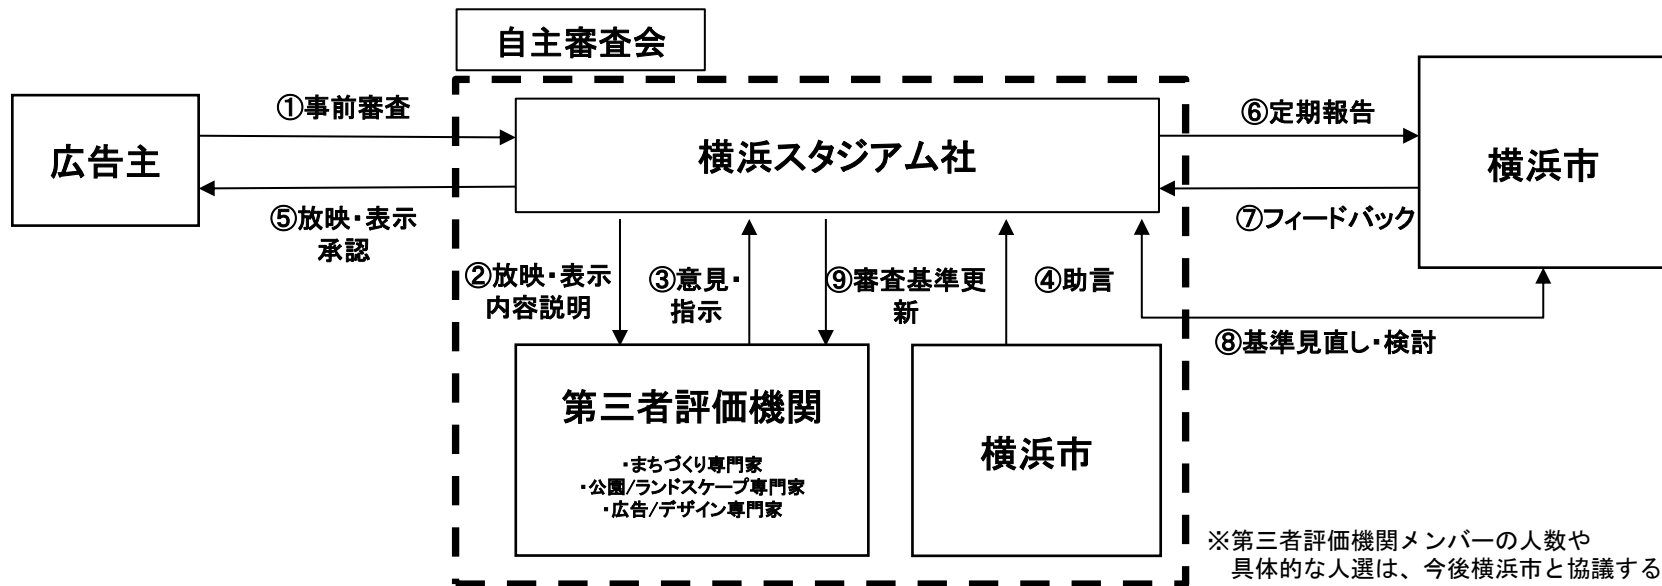 自主審査会
広告主
①事前審査
⑤放映・表示
承認
横浜スタジアム社
⑥定期報告
⑦フィードバック
横浜市
②放映・表示
内容説明
③意見・
指示
⑨審査基準更
新
④助言
⑧基準見直し・検討
第三者評価機関
・まちづくり専門家
・公園/ランドスケープ専門家
・広告/デザイン専門家
横浜市
※第三者評価機関メンバーの人数や
具体的な人選は、今後横浜市と協議する